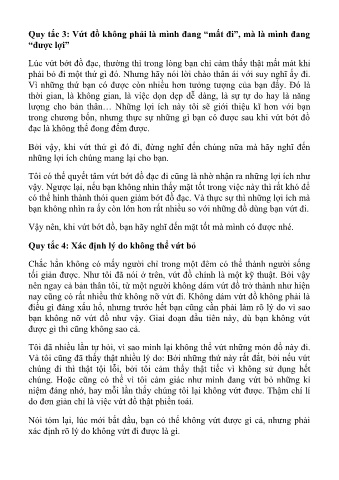 Quy tắc 3: Vứt đồ không phải là mình đang “mất đi”, mà là mình đang
“được lợi”
Lúc vứt bớt đồ đạc, thường thì trong lòng bạn chỉ cảm thấy thật mất mát khi
phải bỏ đi một thứ gì đó. Nhưng hãy nói lời chào thân ái với suy nghĩ ấy đi.
Vì những thứ bạn có được còn nhiều hơn tưởng tượng của bạn đấy. Đó là
thời gian, là không gian, là việc dọn dẹp dễ dàng, là sự tự do hay là năng
lượng cho bản thân… Những lợi ích này tôi sẽ giới thiệu kĩ hơn với bạn
trong chương bốn, nhưng thực sự những gì bạn có được sau khi vứt bớt đồ
đạc là không thể đong đếm được.
Bởi vậy, khi vứt thứ gì đó đi, đừng nghĩ đến chúng nữa mà hãy nghĩ đến
những lợi ích chúng mang lại cho bạn.
Tôi có thể quyết tâm vứt bớt đồ đạc đi cũng là nhờ nhận ra những lợi ích như
vậy. Ngược lại, nếu bạn không nhìn thấy mặt tốt trong việc này thì rất khó để
có thể hình thành thói quen giảm bớt đồ đạc. Và thực sự thì những lợi ích mà
bạn không nhìn ra ấy còn lớn hơn rất nhiều so với những đồ dùng bạn vứt đi.
Vậy nên, khi vứt bớt đồ, bạn hãy nghĩ đến mặt tốt mà mình có được nhé.
Quy tắc 4: Xác định lý do không thể vứt bỏ
Chắc hẳn không có mấy người chỉ trong một đêm có thể thành người sống
tối giản được. Như tôi đã nói ở trên, vứt đồ chính là một kỹ thuật. Bởi vậy
nên ngay cả bản thân tôi, từ một người không dám vứt đồ trở thành như hiện
nay cũng có rất nhiều thứ không nỡ vứt đi. Không dám vứt đồ không phải là
điều gì đáng xấu hổ, nhưng trước hết bạn cũng cần phải làm rõ lý do vì sao
bạn không nỡ vứt đồ như vậy. Giai đoạn đầu tiên này, dù bạn không vứt
được gì thì cũng không sao cả.
Tôi đã nhiều lần tự hỏi, vì sao mình lại không thể vứt những món đồ này đi.
Và tôi cũng đã thấy thật nhiều lý do: Bởi những thứ này rất đắt, bởi nếu vứt
chúng đi thì thật tội lỗi, bởi tôi cảm thấy thật tiếc vì không sử dụng hết
chúng. Hoặc cũng có thể vì tôi cảm giác như mình đang vứt bỏ những kỉ
niệm đáng nhớ, hay mỗi lần thấy chúng tôi lại không vứt được. Thậm chí lí
do đơn giản chỉ là việc vứt đồ thật phiền toái.
Nói tóm lại, lúc mới bắt đầu, bạn có thể không vứt được gì cả, nhưng phải
xác định rõ lý do không vứt đi được là gì.